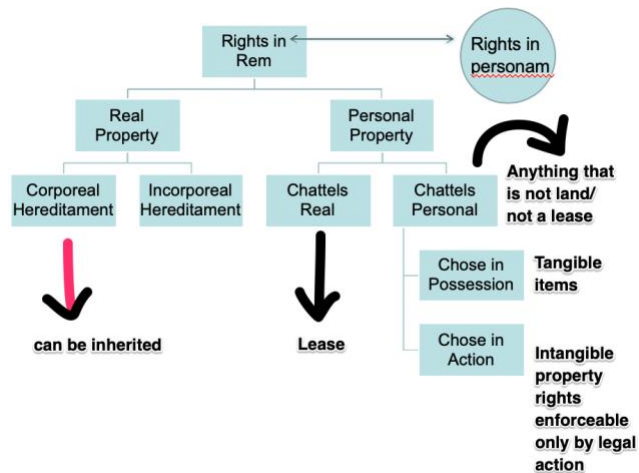 Rights in
Rem
Rights in
personam
Real
Property
Personal
Property
Corporeal
Hereditament
Incorporeal
Hereditament
Chattels
Real
Chattels
Personal
Anything that
is not land/
not a lease
Chose in
Possession
Tangible
items
can be inherited
Lease
Chose in
Action
Intangible
property
rights
enforceable
only by legal
action